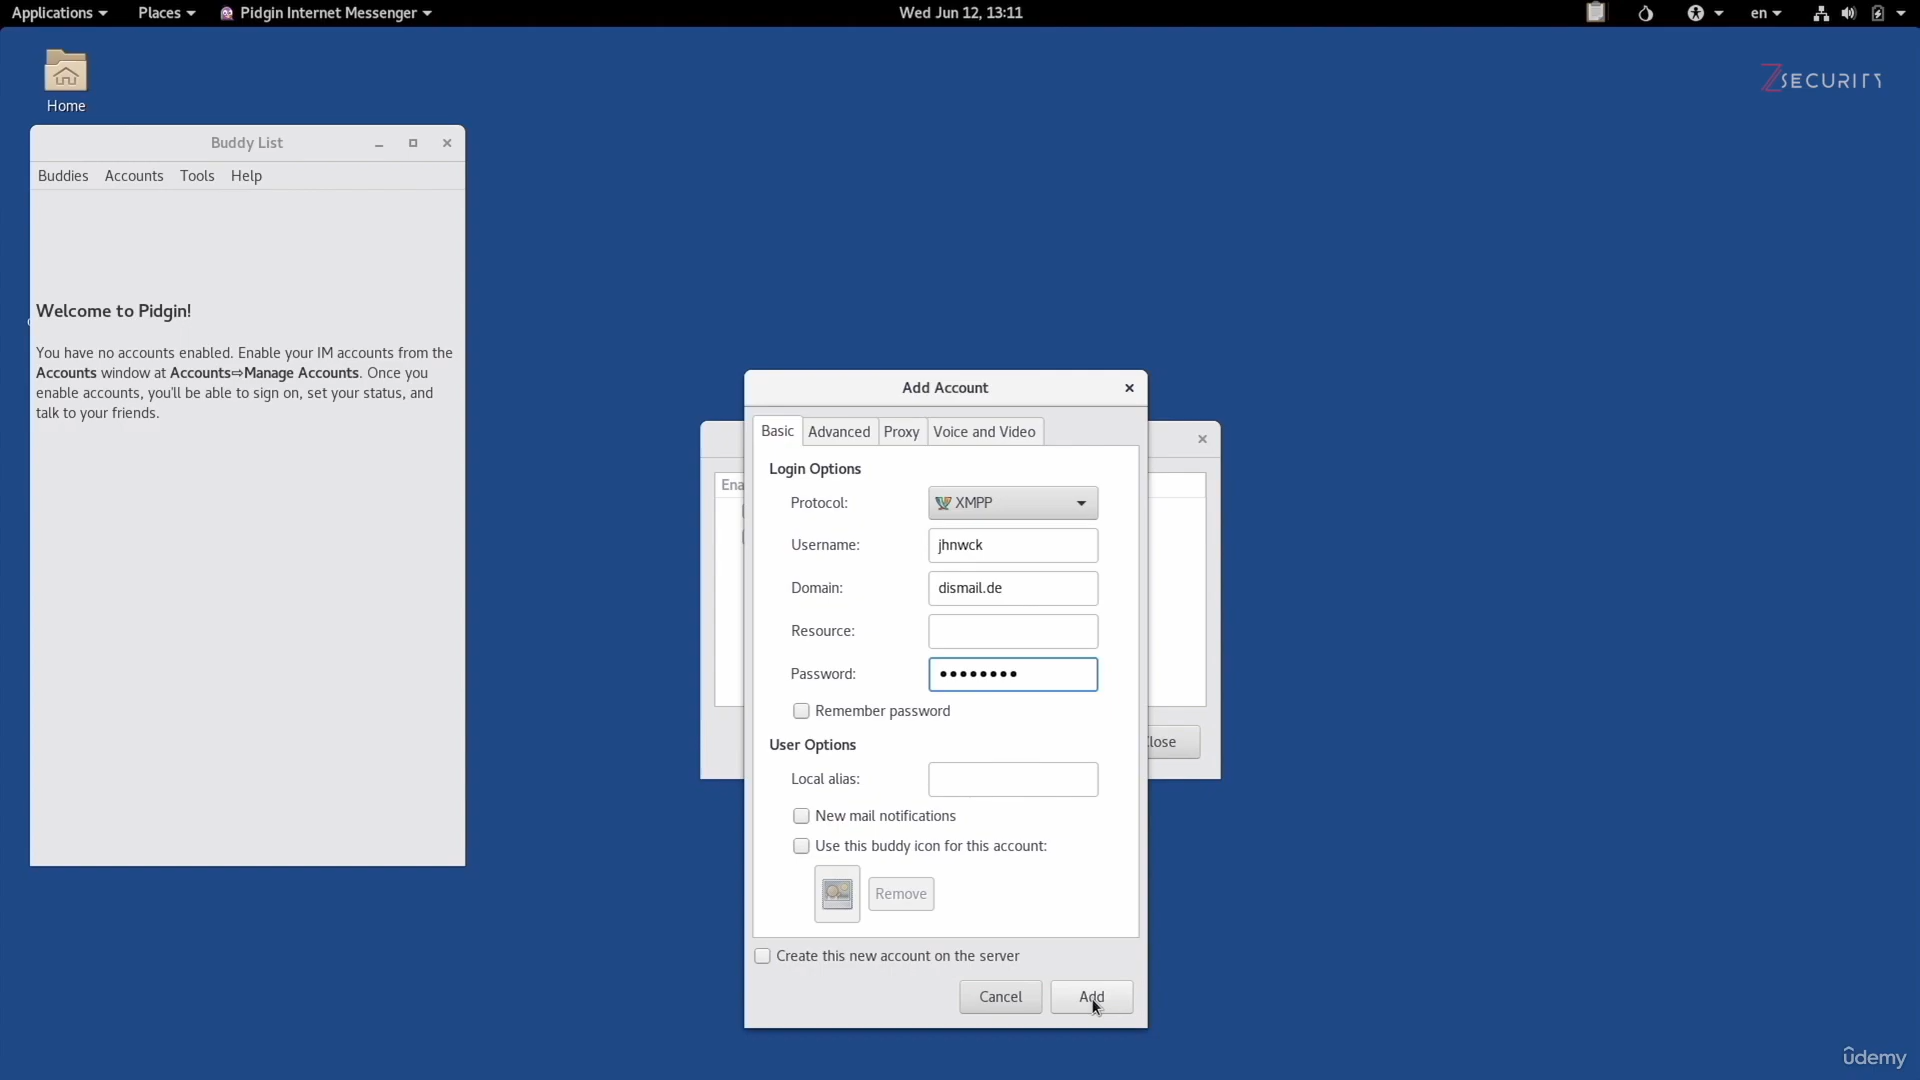 Applications Places Pidgin Internet Messenger Wed Jun 12, 13:11 en
Home
ZSECURITY
Buddy List
Buddies Accounts Tools Help
Welcome to Pidgin!
You have no accounts enabled. Enable your IM accounts from the
Accounts window at Accounts⇨Manage Accounts. Once you
enable accounts, you'll be able to sign on, set your status, and
talk to your friends.
Add Account
Basic Advanced Proxy Voice and Video
Login Options
Protocol: XMPP
Username: jhnwck
Domain: dismail.de
Resource:
Password: ••••••••
Remember password
User Options
Local alias:
New mail notifications
Use this buddy icon for this account:
Remove
Create this new account on the server
Cancel Add
udemy